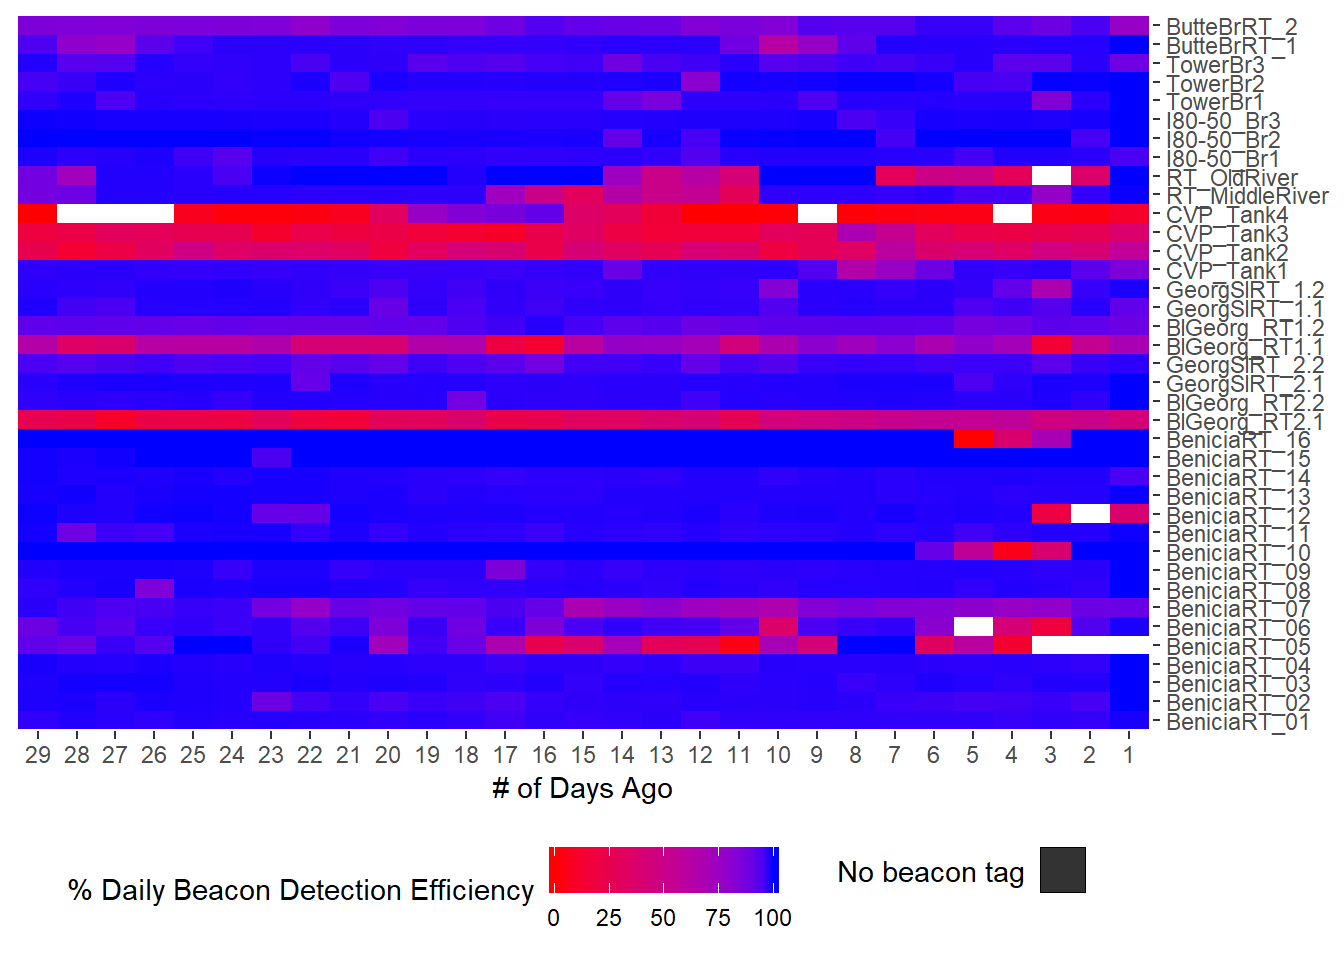 ButteBrRT_2
ButteBrRT_1
TowerBr3
TowerBr2
TowerBr1
I80-50_Br3
I80-50_Br2
I80-50_Br1
RT_OldRiver
RT_MiddleRiver
CVP_Tank4
CVP_Tank3
CVP_Tank2
CVP_Tank1
GeorgSlRT_1.2
GeorgSlRT_1.1
BlGeorg_RT1.2
BlGeorg_RT1.1
GeorgSlRT_2.2
GeorgSlRT_2.1
BlGeorg_RT2.2
BlGeorg_RT2.1
BeniciaRT_16
BeniciaRT_15
BeniciaRT_14
BeniciaRT_13
BeniciaRT_12
BeniciaRT_11
BeniciaRT_10
BeniciaRT_09
BeniciaRT_08
BeniciaRT_07
BeniciaRT_06
BeniciaRT_05
BeniciaRT_04
BeniciaRT_03
BeniciaRT_02
BeniciaRT_01
29 28 27 26 25 24 23 22 21 20 19 18 17 16 15 14 13 12 11 10 9 8 7 6 5 4 3 2 1
# of Days Ago
% Daily Beacon Detection Efficiency
0 25 50 75 100
No beacon tag